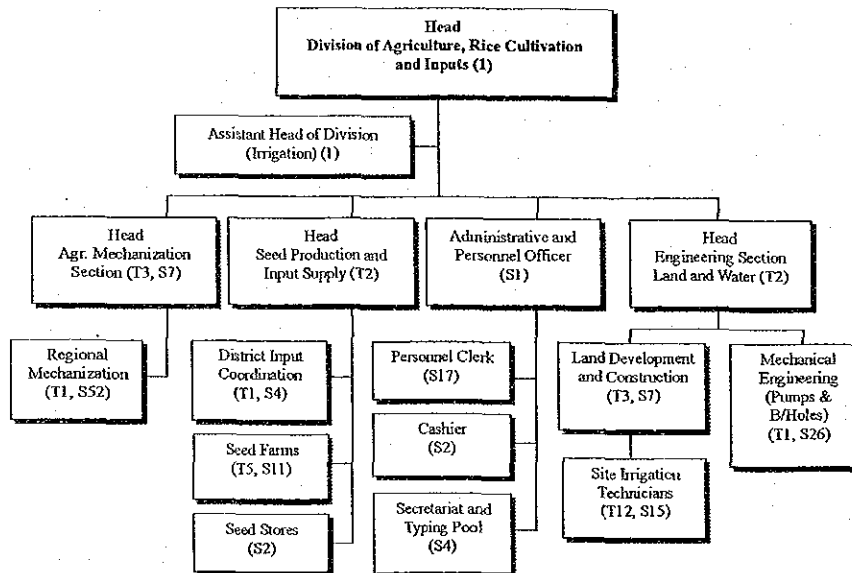 Head
Division of Agriculture, Rice Cultivation
and Inputs (1)
Assistant Head of Division
(Irrigation) (1)
Head
Agr. Mechanization
Section (T3, S7)
Head
Seed Production and
Input Supply (T2)
Administrative and
Personnel Officer
(S1)
Head
Engineering Section
Land and Water (T2)
Regional
Mechanization
(T1, S52)
District Input
Coordination
(T1, S4)
Seed Farms
(T5, S11)
Seed Stores
(S2)
Personnel Clerk
(S17)
Cashier
(S2)
Secretariat and
Typing Pool
(S4)
Land Development
and Construction
(T3, S7)
Site Irrigation
Technicians
(T12, S15)
Mechanical
Engineering
(Pumps &
B/Holes)
(T1, S26)